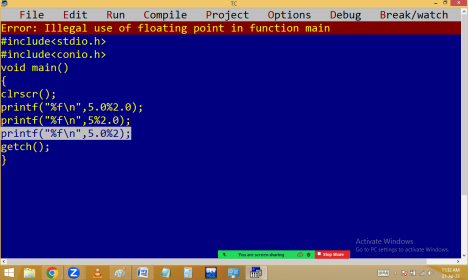 TC
File Edit Run Compile Project Options Debug Break/watch
Error: Illegal use of floating point in function main
#include<stdio.h>
#include<conio.h>
void main()
{
clrscr();
printf("%f\n",5.0%2.0);
printf("%f\n",5%2.0);
printf("%f\n",5.0%2);
getch();
}
Activate Windows
Go to PC settings to activate Windows.
You are screen sharing Stop Share